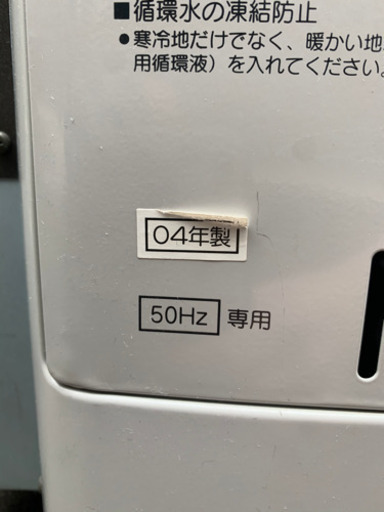 ■循環水の凍結防止
●寒冷地だけでなく、暖かい地
用循環液）を入れてください。
04年製
50Hz 専用